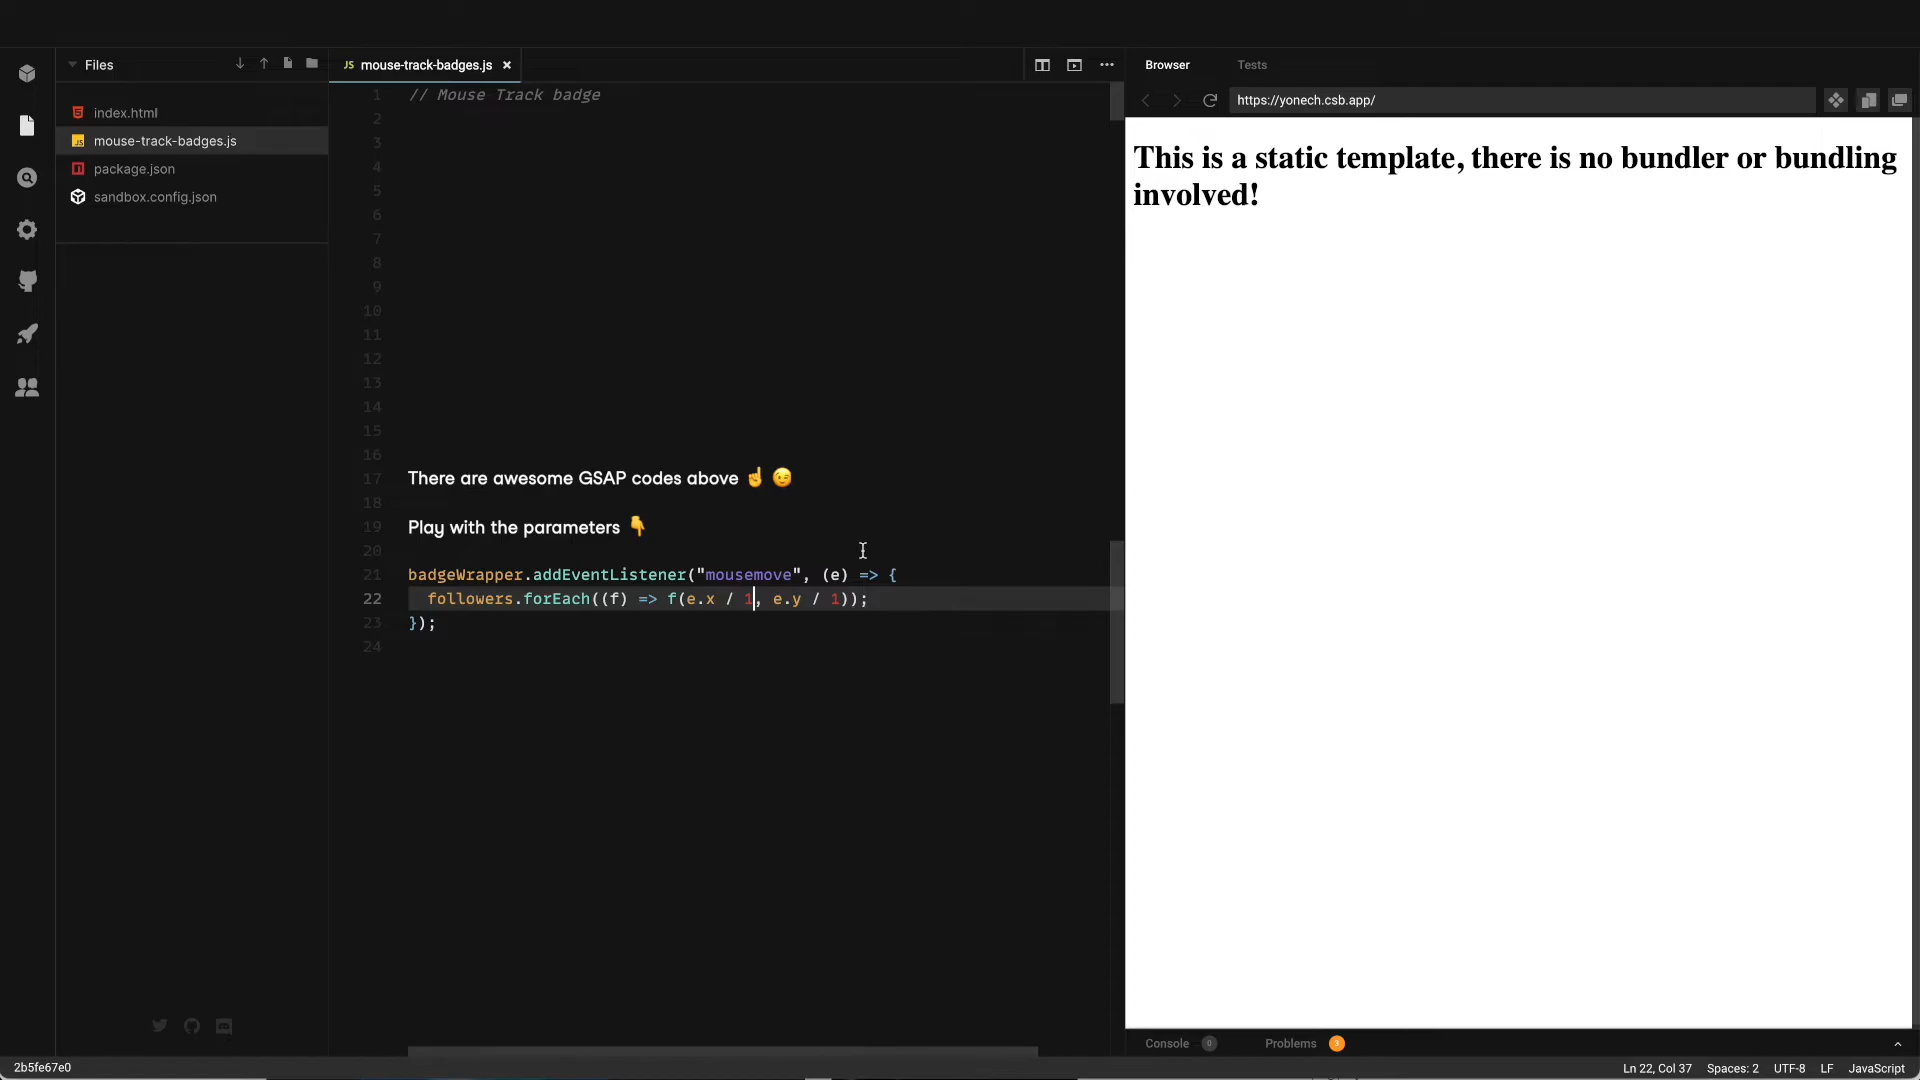 Files
JS mouse-track-badges.js
index.html
mouse-track-badges.js
package.json
sandbox.config.json
1 // Mouse Track badge
2
3
4
5
6
7
8
9
10
11
12
13
14
15
16
17 There are awesome GSAP codes above ☝️ 😉
18
19 Play with the parameters 👇
20
21 badgeWrapper.addEventListener("mousemove", (e) => {
22 followers.forEach((f) => f(e.x / 1, e.y / 1));
23 });
24
Browser Tests
https://yonech.csb.app/
This is a static template, there is no bundler or bundling
involved!
Console 0 Problems 3
2b5fe67e0
Ln 22, Col 37 Spaces: 2 UTF-8 LF JavaScript